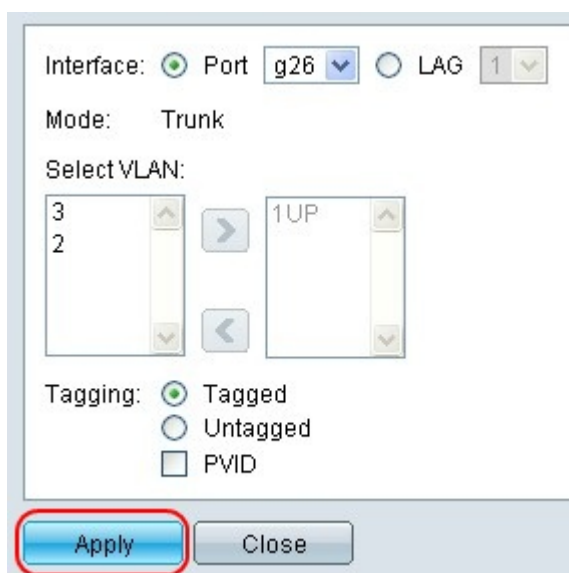 Interface: Port g26 LAG 1
Mode: Trunk
Select VLAN:
3
2
1UP
Tagging: Tagged
Untagged
PVID
Apply Close